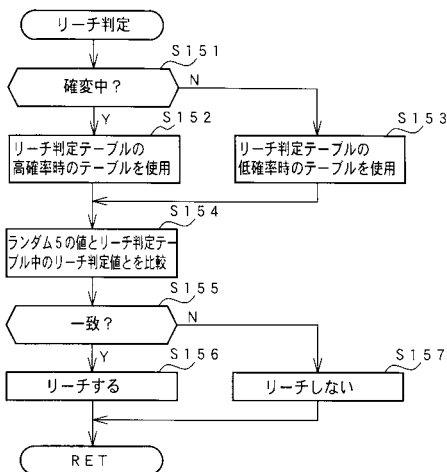 リーチ判定
S151
確変中？
N
Y
S152
S153
リーチ判定テーブルの
高確率時のテーブルを使用
リーチ判定テーブルの
低確率時のテーブルを使用
S154
ランダム5の値とリーチ判定テー
ブル中のリーチ判定値とを比較
S155
一致？
N
Y
S156
S157
リーチする
リーチしない
RET